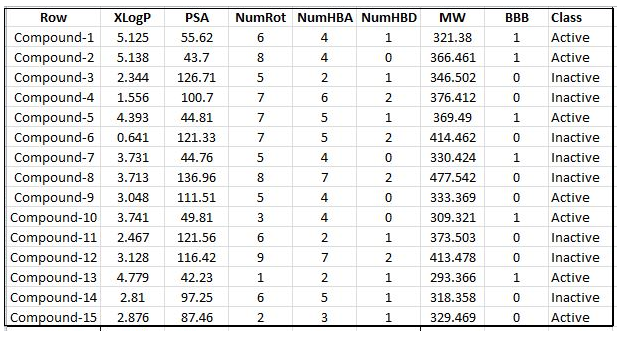 Row XLogP PSA NumRot NumHBA NumHBD MW BBB Class
Compound-1 5.125 55.62 6 4 1 321.38 1 Active
Compound-2 5.138 43.7 8 4 0 366.461 1 Active
Compound-3 2.344 126.71 5 2 1 346.502 0 Inactive
Compound-4 1.556 100.7 7 6 2 376.412 0 Inactive
Compound-5 4.393 44.81 7 5 1 369.49 1 Active
Compound-6 0.641 121.33 7 5 2 414.462 0 Inactive
Compound-7 3.731 44.76 5 4 0 330.424 1 Inactive
Compound-8 3.713 136.96 8 7 2 477.542 0 Inactive
Compound-9 3.048 111.51 5 4 0 333.369 0 Active
Compound-10 3.741 49.81 3 4 0 309.321 1 Active
Compound-11 2.467 121.56 6 2 1 373.503 0 Inactive
Compound-12 3.128 116.42 9 7 2 413.478 0 Inactive
Compound-13 4.779 42.23 1 2 1 293.366 1 Active
Compound-14 2.81 97.25 6 5 1 318.358 0 Inactive
Compound-15 2.876 87.46 2 3 1 329.469 0 Active